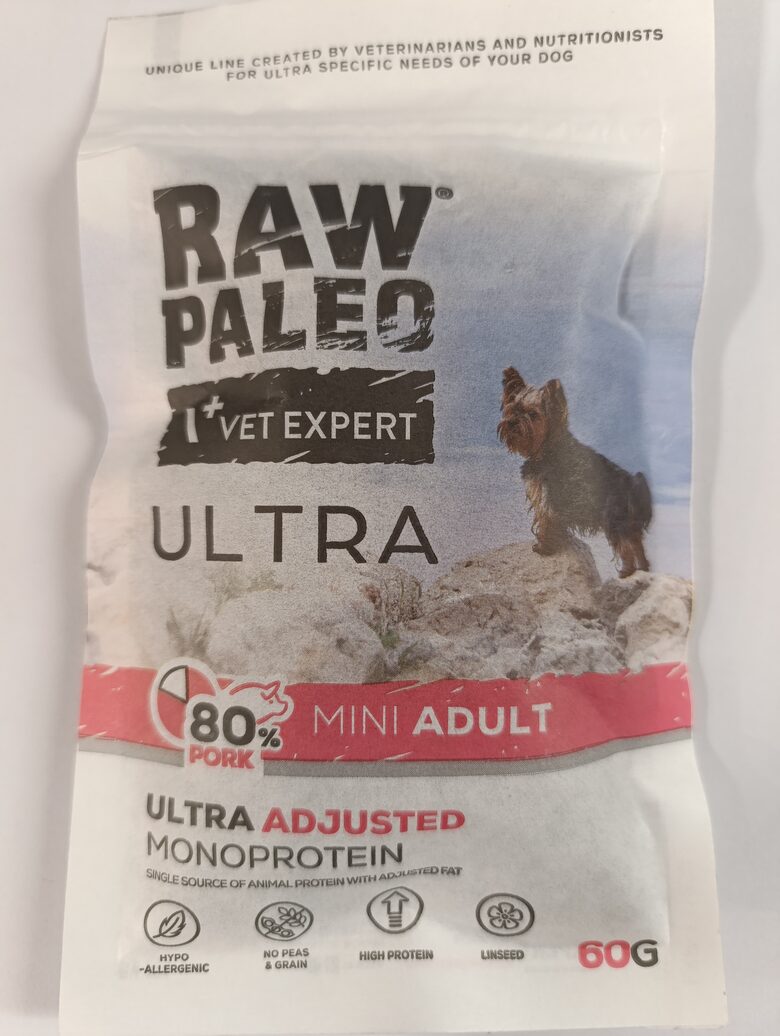 UNIQUE LINE CREATED BY VETERINARIANS AND NUTRITIONISTS
FOR ULTRA SPECIFIC NEEDS OF YOUR DOG
RAW®
PALEO
VET EXPERT
ULTRA
80%
PORK
MINI ADULT
ULTRA ADJUSTED
MONOPROTEIN
SINGLE SOURCE OF ANIMAL PROTEIN WITH ADJUSTED FAT
HYPO
-ALLERGENIC
NO PEAS
& GRAIN
HIGH PROTEIN
LINSEED
60G